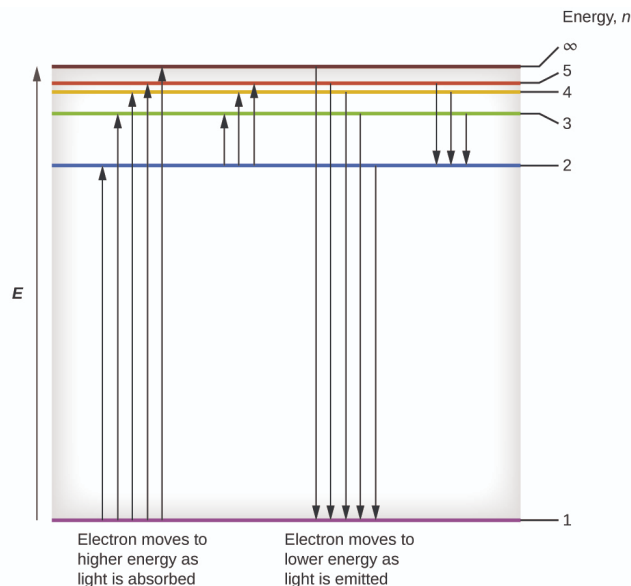 Energy, n
∞
5
4
3
2
E
1
Electron moves to
higher energy as
light is absorbed
Electron moves to
lower energy as
light is emitted